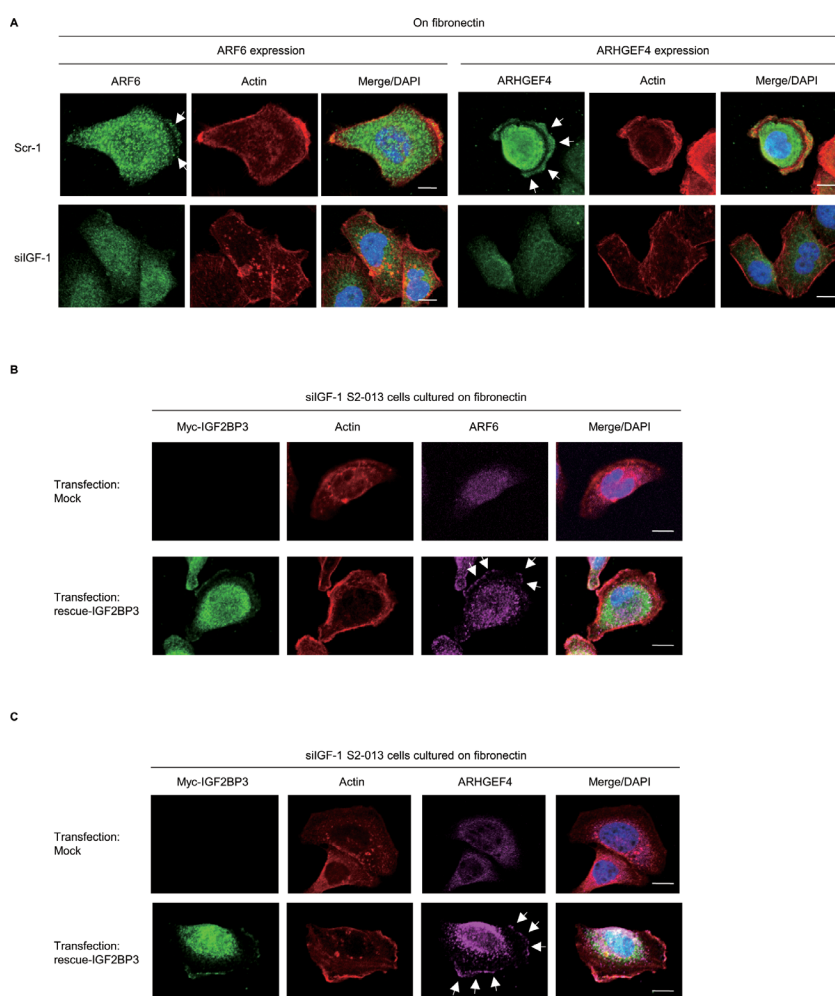 A
On fibronectin
ARF6 expression
ARHGEF4 expression
ARF6
Actin
Merge/DAPI
ARHGEF4
Actin
Merge/DAPI
Scr-1
siIGF-1
B
siIGF-1 S2-013 cells cultured on fibronectin
Myc-IGF2BP3
Actin
ARF6
Merge/DAPI
Transfection:
Mock
Transfection:
rescue-IGF2BP3
C
siIGF-1 S2-013 cells cultured on fibronectin
Myc-IGF2BP3
Actin
ARHGEF4
Merge/DAPI
Transfection:
Mock
Transfection:
rescue-IGF2BP3